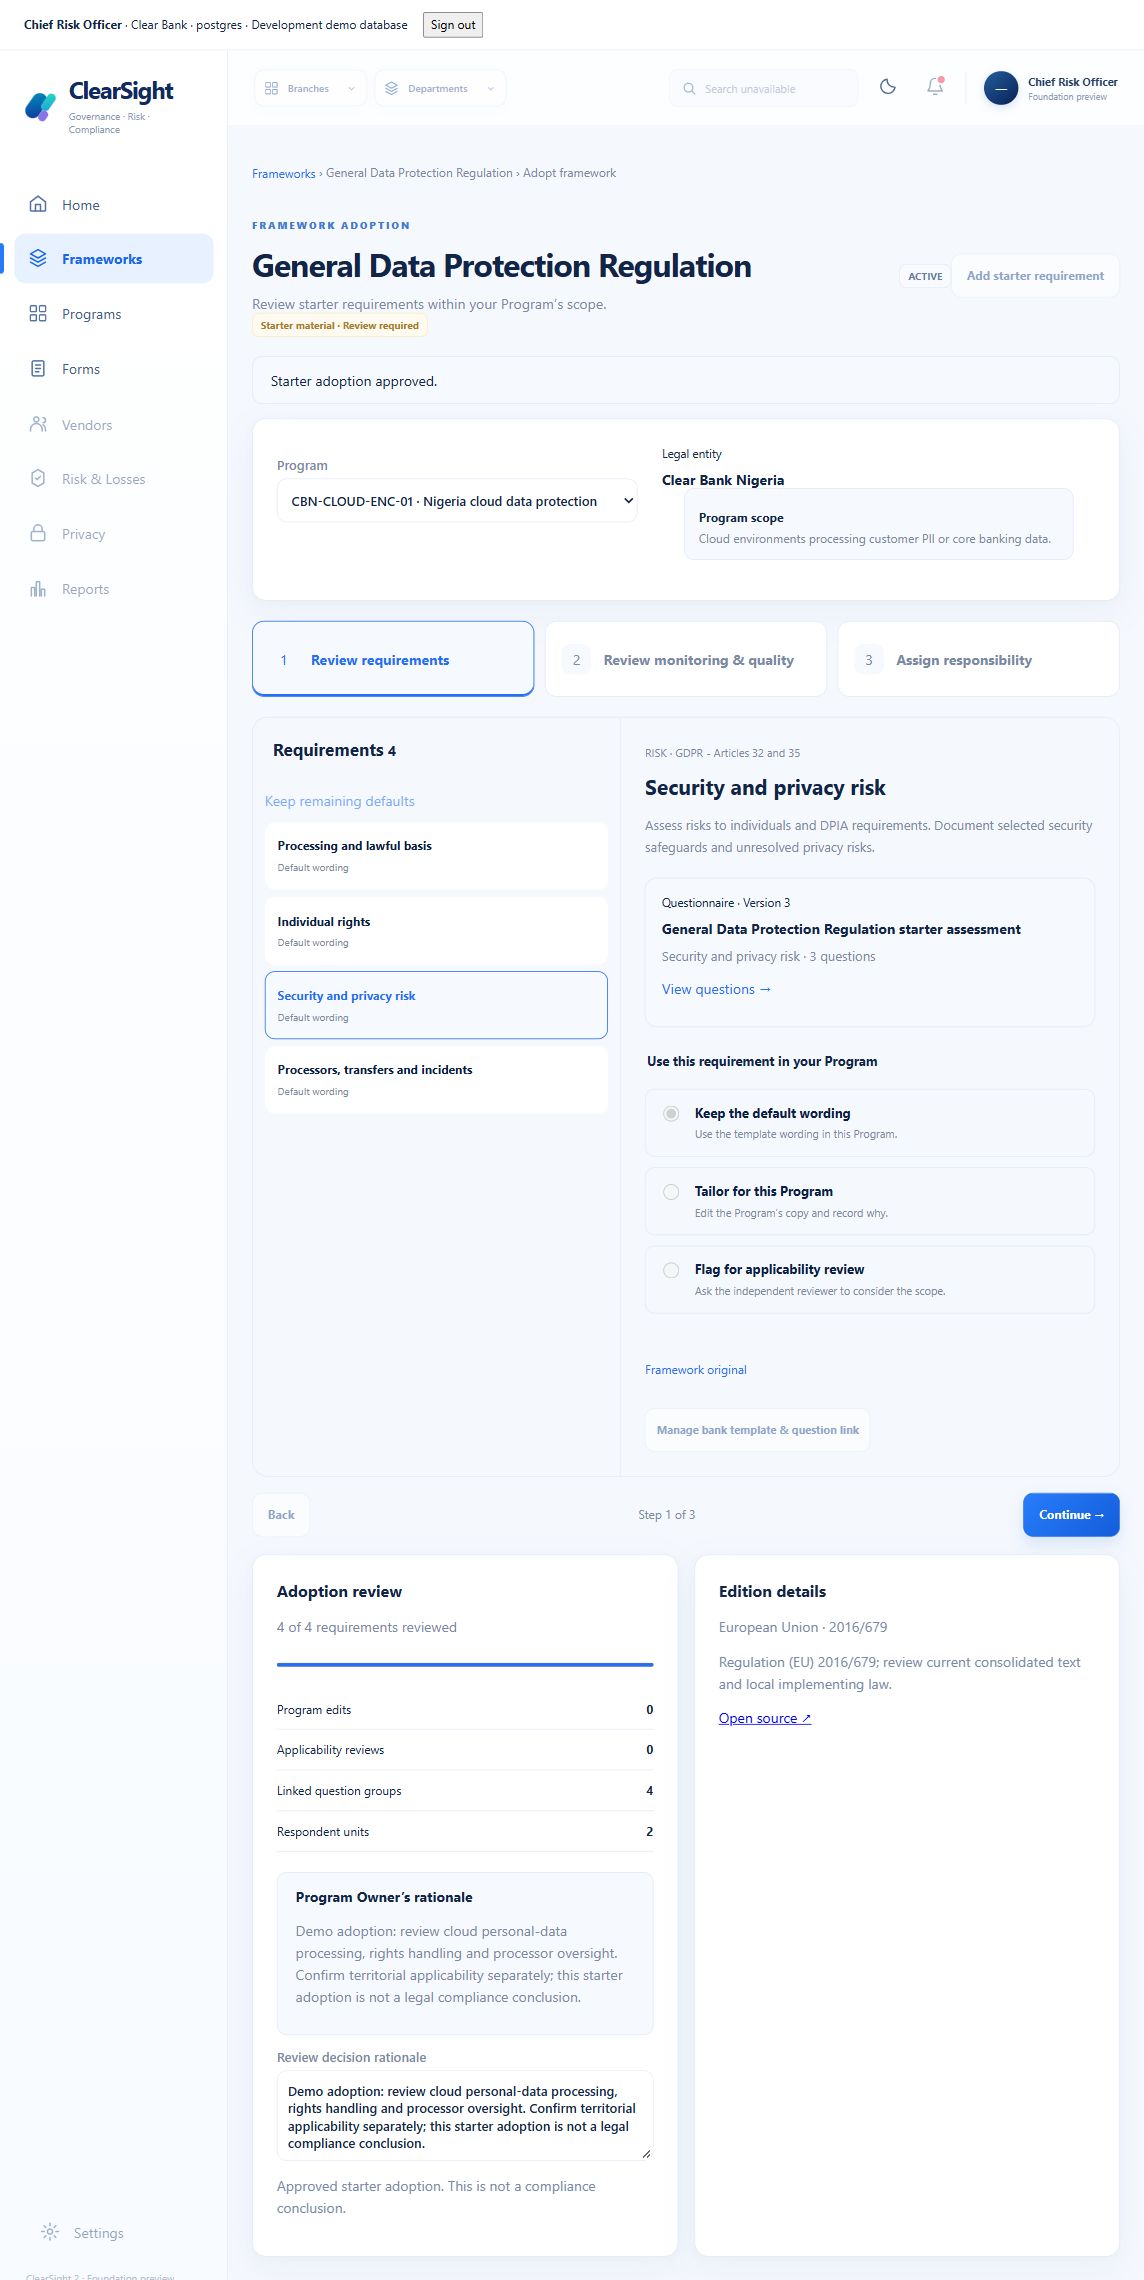 Chief Risk Officer · Clear Bank · postgres · Development demo database
Sign out
ClearSight
Governance · Risk ·
Compliance
Branches
Departments
Search unavailable
Chief Risk Officer
Foundation preview
Home
Frameworks
Programs
Forms
Vendors
Risk & Losses
Privacy
Reports
Settings
ClearSight 2 · Foundation preview
Frameworks › General Data Protection Regulation › Adopt framework
FRAMEWORK ADOPTION
General Data Protection Regulation
Review starter requirements within your Program's scope.
Starter material · Review required
ACTIVE
Add starter requirement
Starter adoption approved.
Program
CBN-CLOUD-ENC-01 · Nigeria cloud data protection
Legal entity
Clear Bank Nigeria
Program scope
Cloud environments processing customer PII or core banking data.
1 Review requirements
2 Review monitoring & quality
3 Assign responsibility
Requirements 4
Keep remaining defaults
Processing and lawful basis
Default wording
Individual rights
Default wording
Security and privacy risk
Default wording
Processors, transfers and incidents
Default wording
RISK · GDPR - Articles 32 and 35
Security and privacy risk
Assess risks to individuals and DPIA requirements. Document selected security
safeguards and unresolved privacy risks.
Questionnaire · Version 3
General Data Protection Regulation starter assessment
Security and privacy risk · 3 questions
View questions →
Use this requirement in your Program
Keep the default wording
Use the template wording in this Program.
Tailor for this Program
Edit the Program's copy and record why.
Flag for applicability review
Ask the independent reviewer to consider the scope.
Framework original
Manage bank template & question link
Back
Step 1 of 3
Continue →
Adoption review
4 of 4 requirements reviewed
Program edits 0
Applicability reviews 0
Linked question groups 4
Respondent units 2
Program Owner's rationale
Demo adoption: review cloud personal-data
processing, rights handling and processor oversight.
Confirm territorial applicability separately; this starter
adoption is not a legal compliance conclusion.
Review decision rationale
Demo adoption: review cloud personal-data processing,
rights handling and processor oversight. Confirm territorial
applicability separately; this starter adoption is not a legal
compliance conclusion.
Approved starter adoption. This is not a compliance
conclusion.
Edition details
European Union · 2016/679
Regulation (EU) 2016/679; review current consolidated text
and local implementing law.
Open source ↗